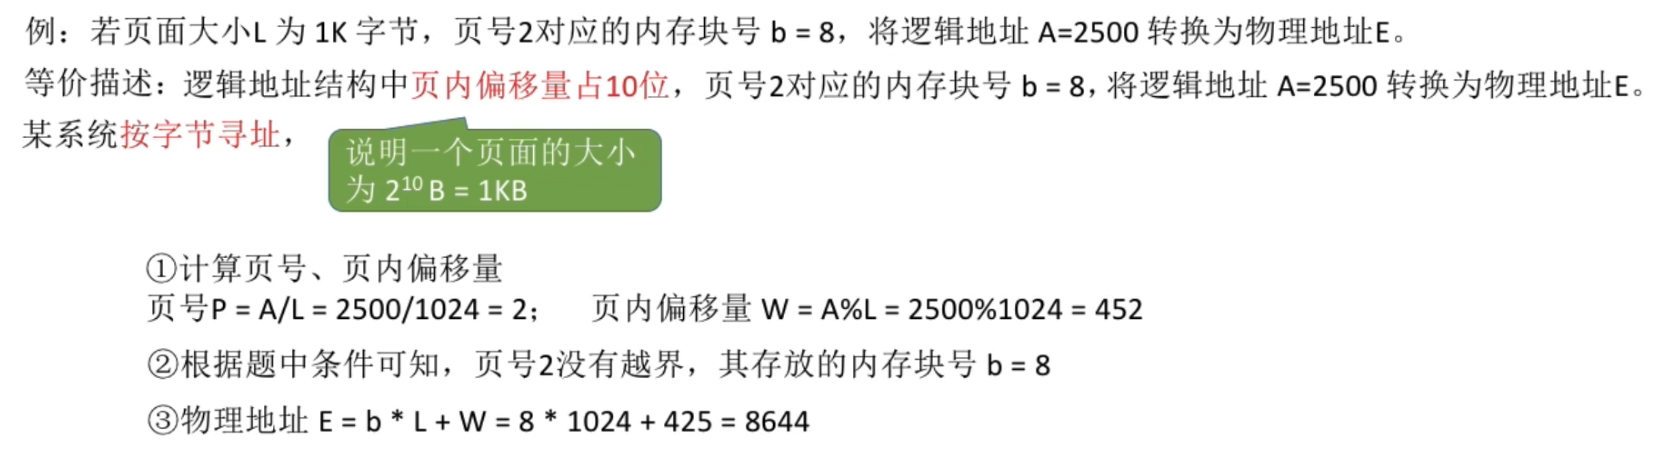 例：若页面大小L 为 1K 字节，页号2对应的内存块号 b = 8，将逻辑地址 A=2500 转换为物理地址E。
等价描述：逻辑地址结构中页内偏移量占10位，页号2对应的内存块号 b = 8，将逻辑地址 A=2500 转换为物理地址E。
某系统按字节寻址，
说明一个页面的大小
为 2¹⁰ B = 1KB
①计算页号、页内偏移量
页号P = A/L = 2500/1024 = 2； 页内偏移量 W = A%L = 2500%1024 = 452
②根据题中条件可知，页号2没有越界，其存放的内存块号 b = 8
③物理地址 E = b * L + W = 8 * 1024 + 425 = 8644